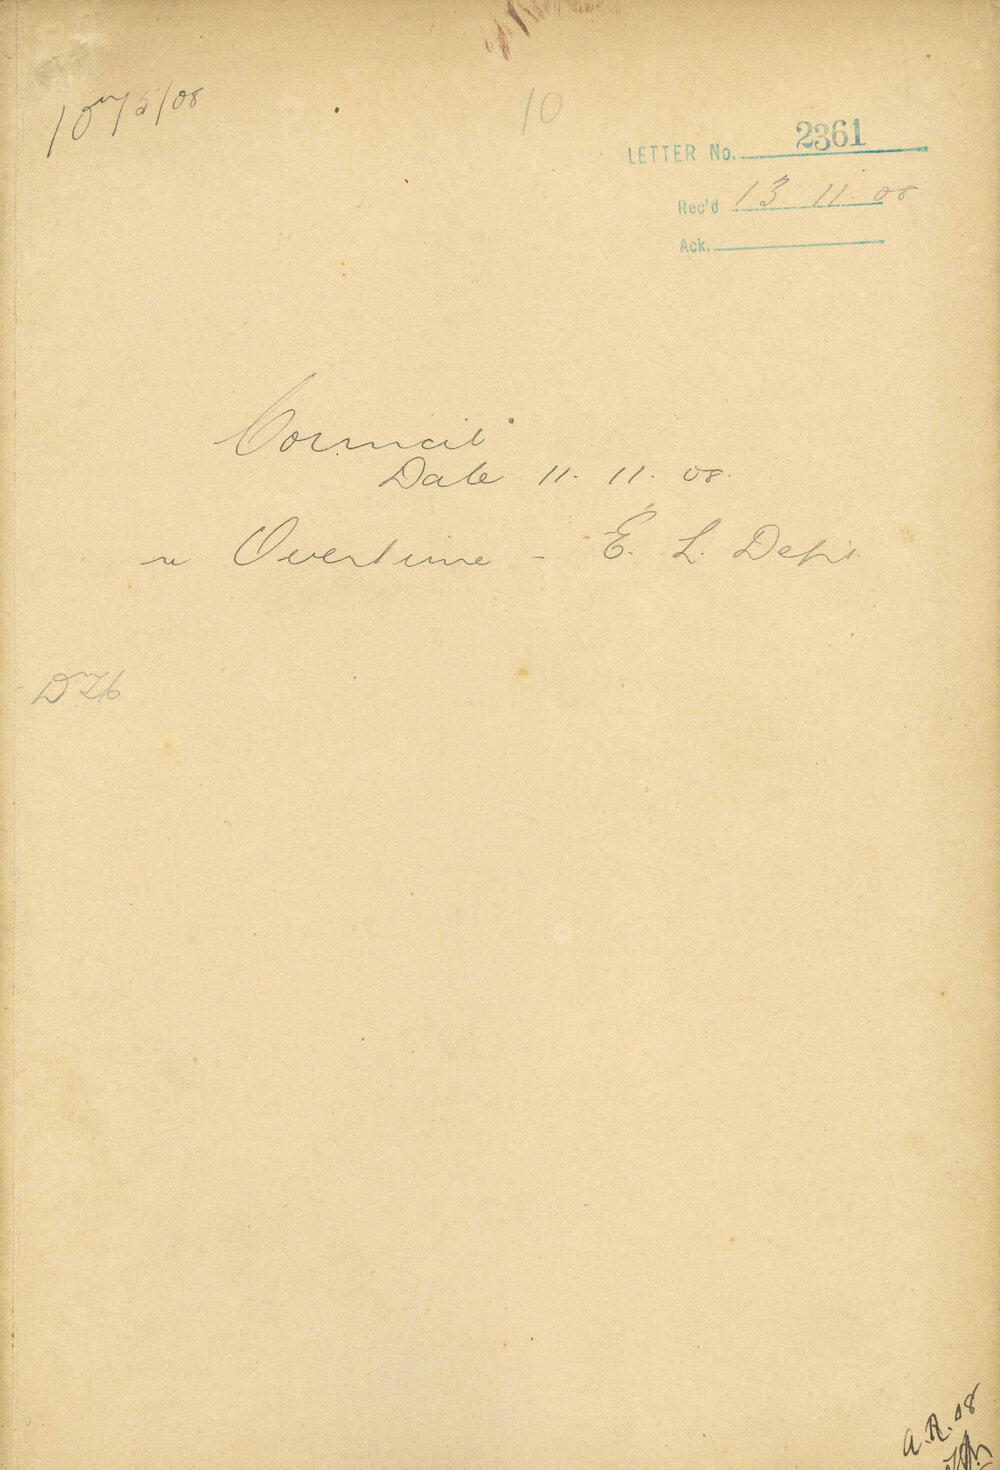 10
LETTER No. 2361
Rec'd 13. 11. 08.
Ack.
Council
Date 11. 11. 08.
re Overtime - E. L. Dept.
A.R. 08